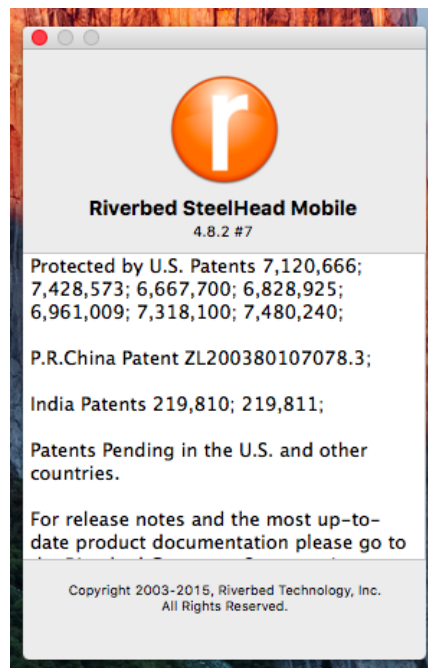 r
Riverbed SteelHead Mobile
4.8.2 #7
Protected by U.S. Patents 7,120,666;
7,428,573; 6,667,700; 6,828,925;
6,961,009; 7,318,100; 7,480,240;
P.R.China Patent ZL200380107078.3;
India Patents 219,810; 219,811;
Patents Pending in the U.S. and other
countries.
For release notes and the most up-to-
date product documentation please go to
Copyright 2003-2015, Riverbed Technology, Inc.
All Rights Reserved.